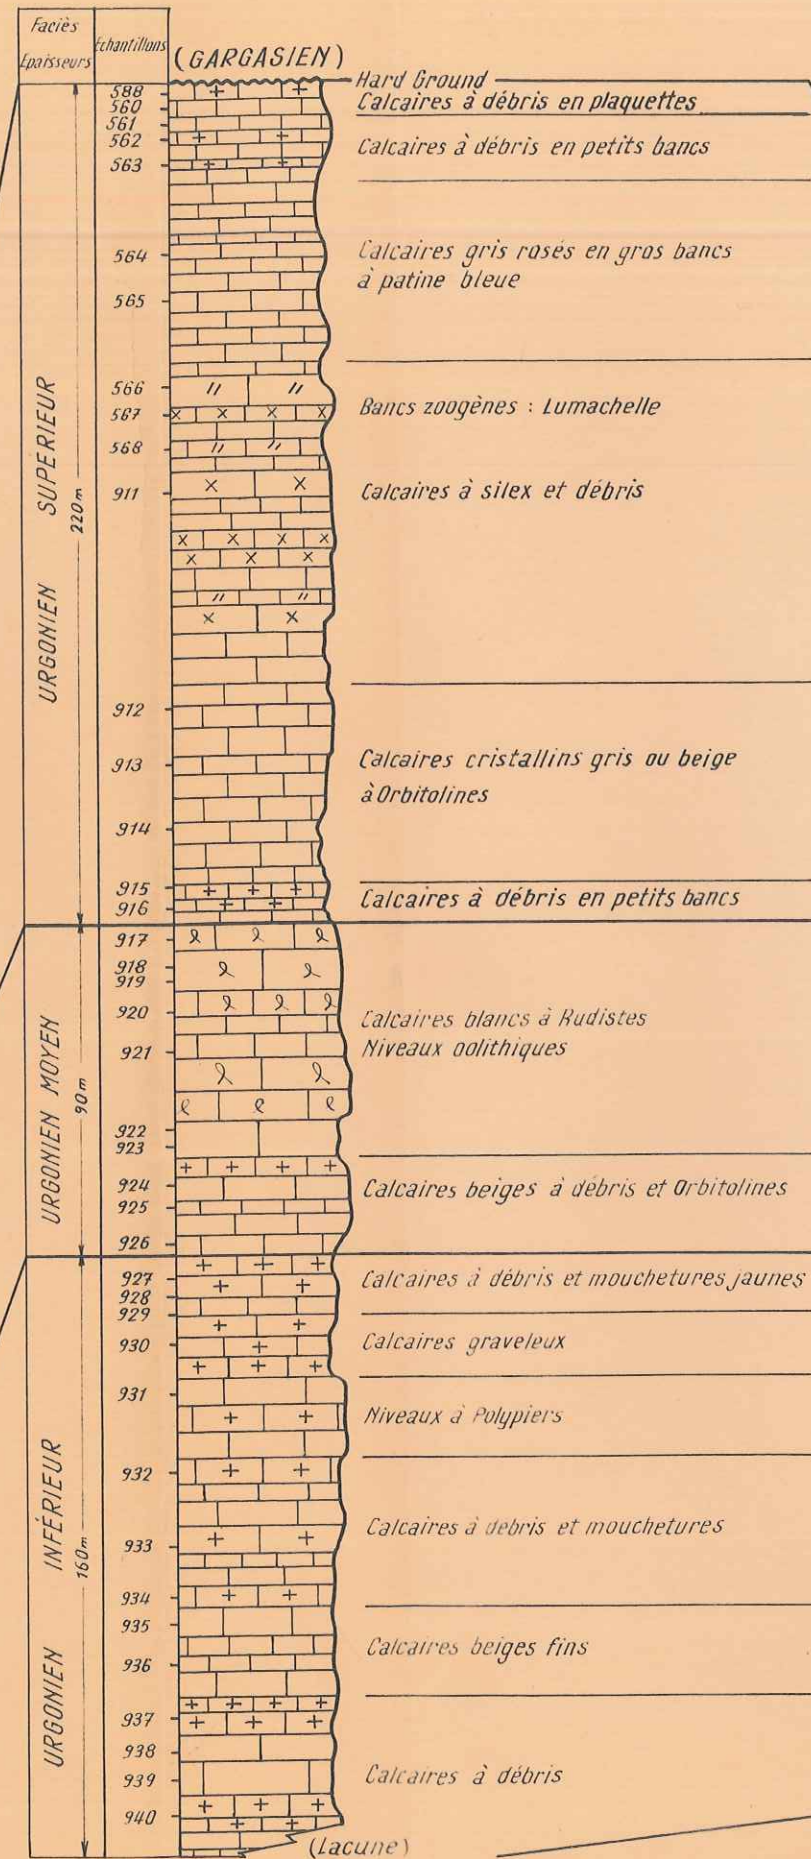 Faciès
Épaisseurs
Échantillons
(GARGASIEN)
Hard Ground
588
Calcaires à débris en plaquettes
560
561
562
Calcaires à débris en petits bancs
563
564
Calcaires gris rosés en gros bancs
à patine bleue
565
566
567
Bancs zoogènes : Lumachelle
568
911
Calcaires à silex et débris
URGONIEN SUPÉRIEUR
220m
912
913
Calcaires cristallins gris ou beige
à Orbitolines
914
915
Calcaires à débris en petits bancs
916
917
918
919
920
Calcaires blancs à Rudistes
Niveaux oolithiques
921
URGONIEN MOYEN
90m
922
923
924
Calcaires beiges à débris et Orbitolines
925
926
927
Calcaires à débris et mouchetures jaunes
928
929
930
Calcaires graveleux
931
Niveaux à Polypiers
932
933
Calcaires à débris et mouchetures
URGONIEN INFÉRIEUR
160m
934
935
Calcaires beiges fins
936
937
938
939
Calcaires à débris
940
(Lacune)